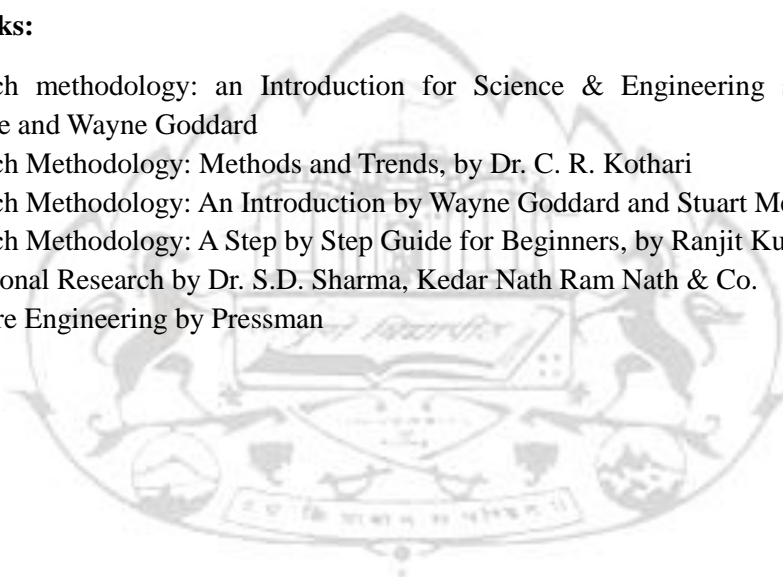 ks:
ch methodology: an Introduction for Science & Engineering s
e and Wayne Goddard
ch Methodology: Methods and Trends, by Dr. C. R. Kothari
ch Methodology: An Introduction by Wayne Goddard and Stuart Me
ch Methodology: A Step by Step Guide for Beginners, by Ranjit Ku
ional Research by Dr. S.D. Sharma, Kedar Nath Ram Nath & Co.
re Engineering by Pressman